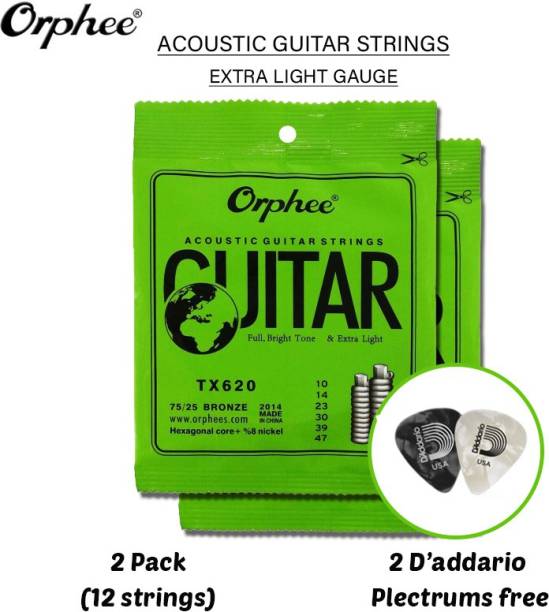 Orphee®
ACOUSTIC GUITAR STRINGS
EXTRA LIGHT GAUGE
Orphee®
ACOUSTIC GUITAR STRINGS
GUITAR
Full, Bright Tone & Extra Light
TX620
75/25 BRONZE 2014 MADE IN CHINA
www.orphees.com
Hexagonal core+ %8 nickel
10
14
23
30
39
47
D'Addario
USA
D'Addario
USA
2 Pack
(12 strings)
2 D'addario
Plectrums free